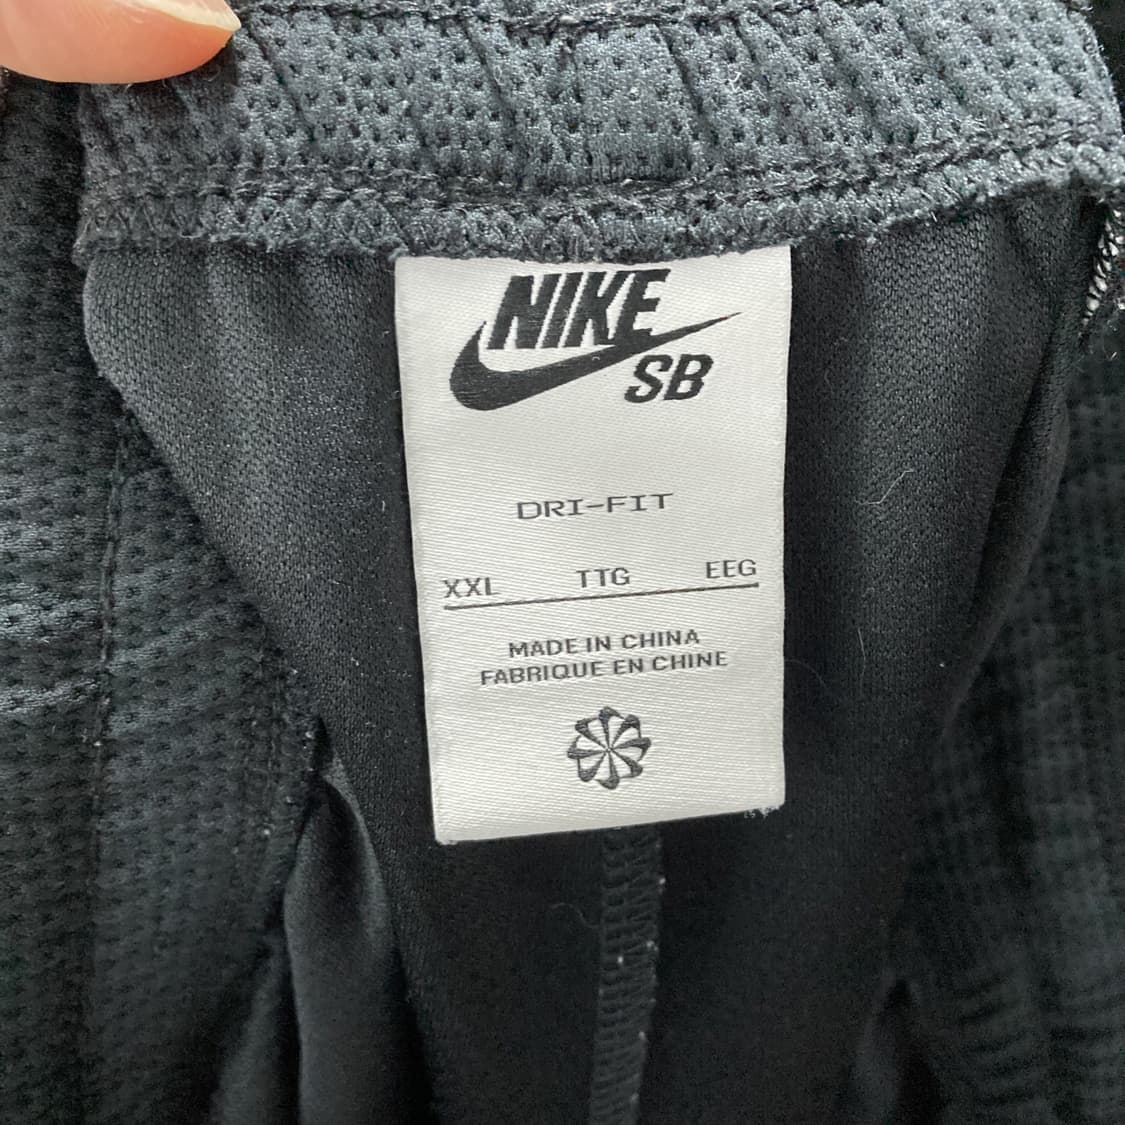 NIKE
SB
DRI-FIT
XXL TTG EEG
MADE IN CHINA
FABRIQUE EN CHINE